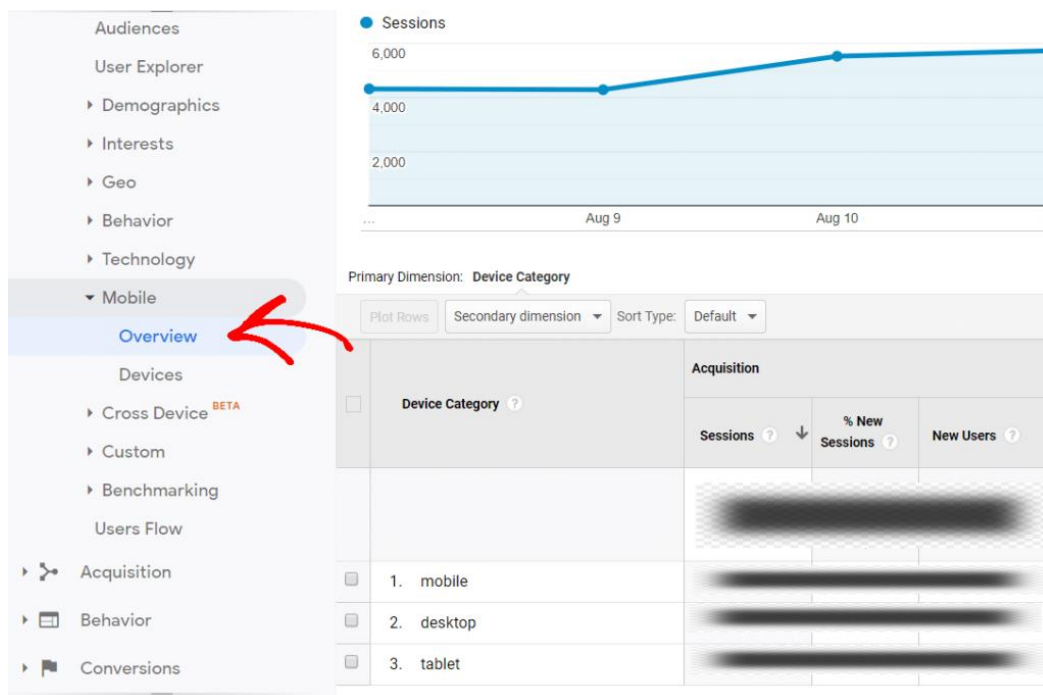 Audiences
User Explorer
Demographics
Interests
Geo
Behavior
Technology
Mobile
Overview
Devices
Cross Device BETA
Custom
Benchmarking
Users Flow
Acquisition
Behavior
Conversions
Sessions
6,000
4,000
2,000
... Aug 9 Aug 10
Primary Dimension: Device Category
Plot Rows Secondary dimension Sort Type: Default
Device Category ?
Acquisition
Sessions ?
% New
Sessions ?
New Users ?
1. mobile
2. desktop
3. tablet